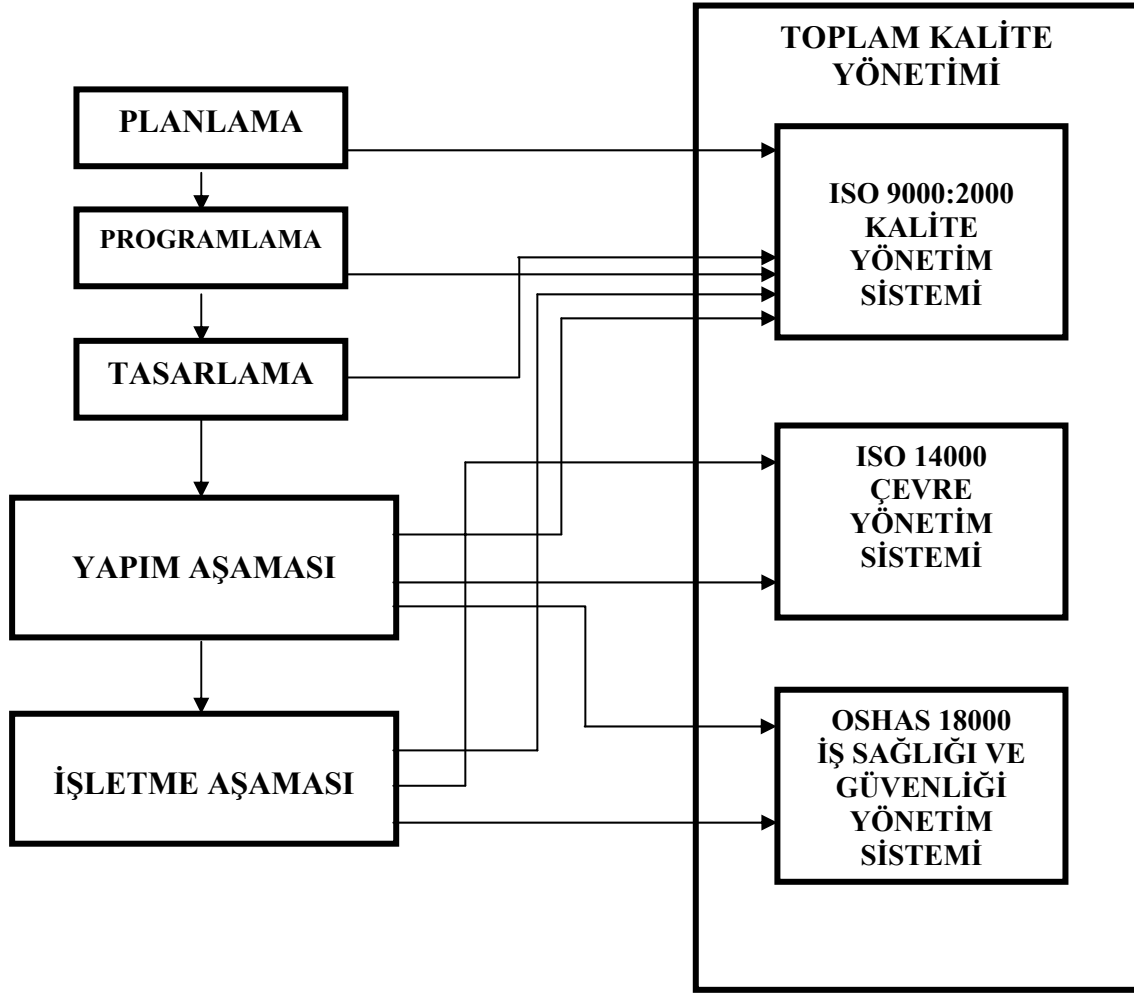 PLANLAMA
PROGRAMLAMA
TASARLAMA
YAPIM AŞAMASI
İŞLETME AŞAMASI
TOPLAM KALİTE
YÖNETİMİ
ISO 9000:2000
KALİTE
YÖNETİM
SİSTEMİ
ISO 14000
ÇEVRE
YÖNETİM
SİSTEMİ
OSHAS 18000
İŞ SAĞLIĞI VE
GÜVENLİĞİ
YÖNETİM
SİSTEMİ